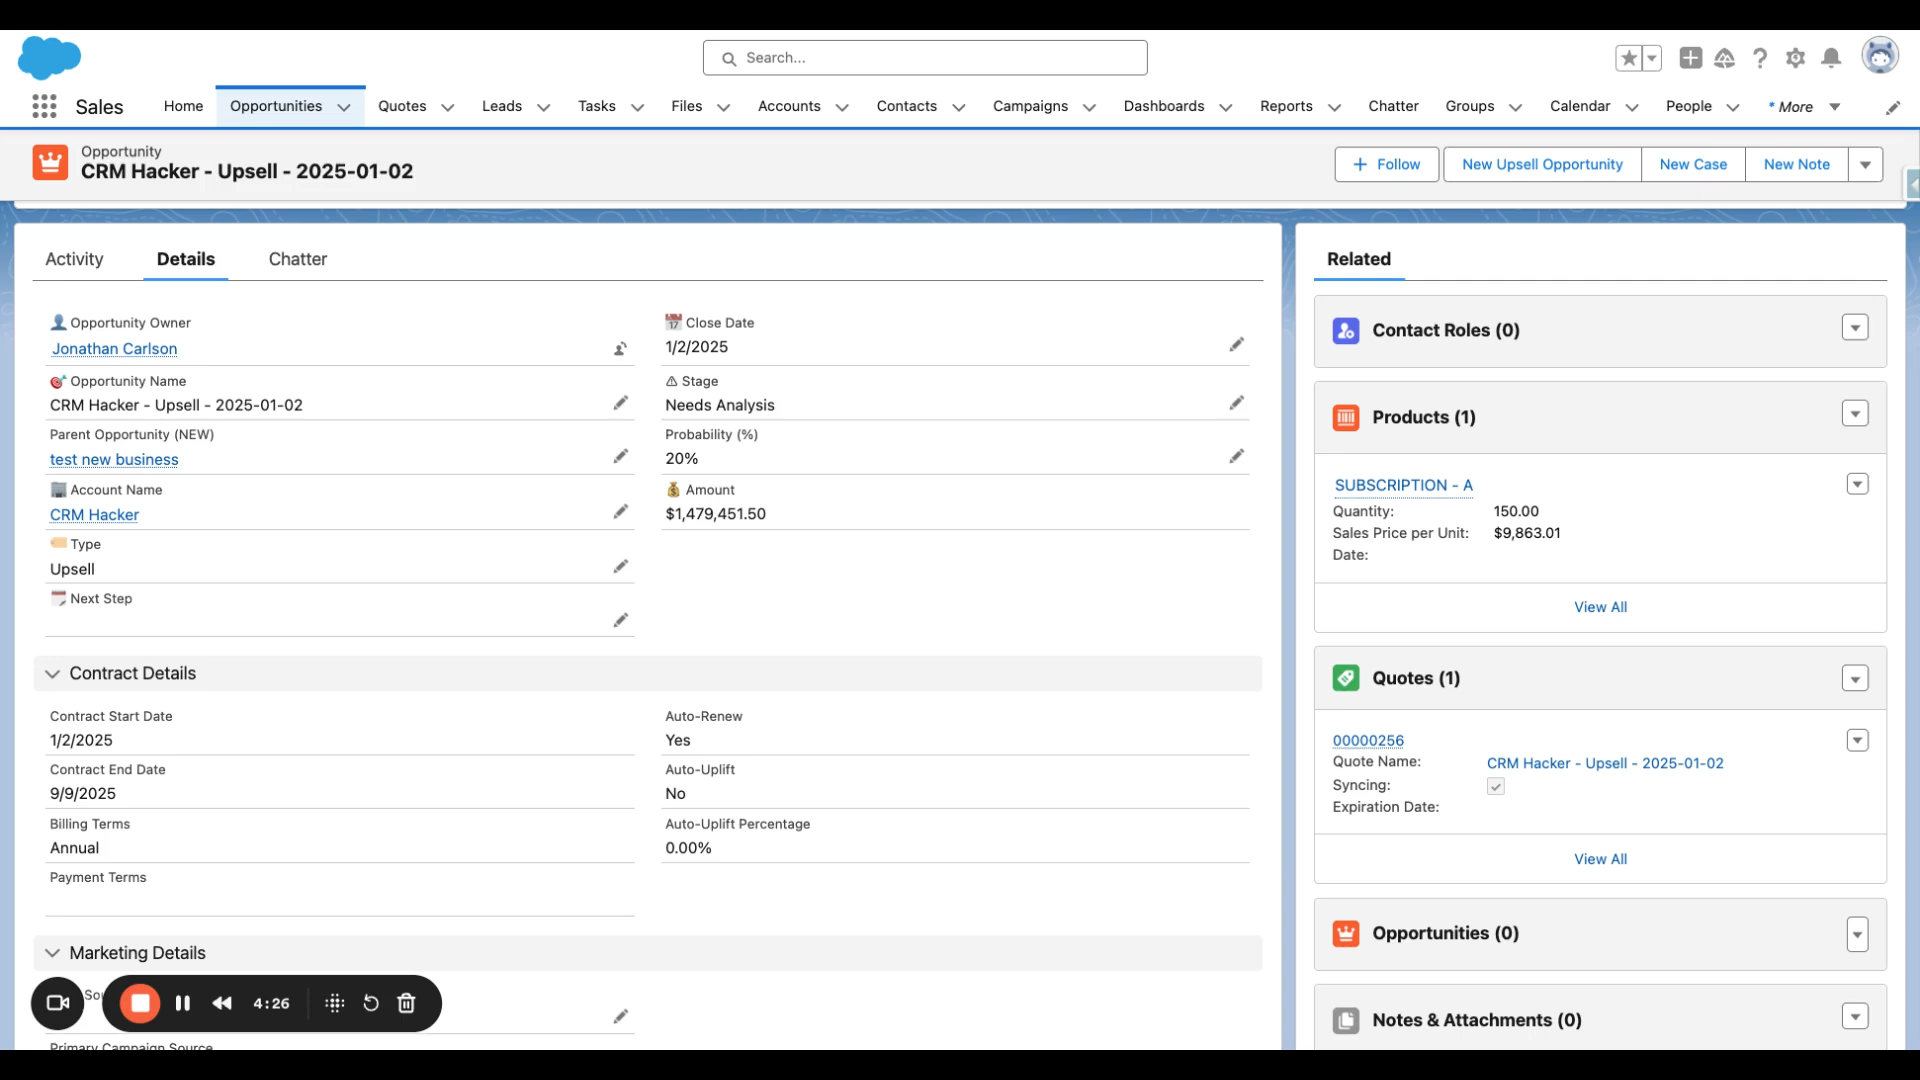 Search...
Sales
Home
Opportunities
Quotes
Leads
Tasks
Files
Accounts
Contacts
Campaigns
Dashboards
Reports
Chatter
Groups
Calendar
People
* More
Opportunity
CRM Hacker - Upsell - 2025-01-02
Follow
New Upsell Opportunity
New Case
New Note
Activity
Details
Chatter
Opportunity Owner
Jonathan Carlson
Opportunity Name
CRM Hacker - Upsell - 2025-01-02
Parent Opportunity (NEW)
test new business
Account Name
CRM Hacker
Type
Upsell
Next Step
Close Date
1/2/2025
Stage
Needs Analysis
Probability (%)
20%
Amount
$1,479,451.50
Contract Details
Contract Start Date
1/2/2025
Contract End Date
9/9/2025
Billing Terms
Annual
Payment Terms
Auto-Renew
Yes
Auto-Uplift
No
Auto-Uplift Percentage
0.00%
Marketing Details
4:26
Primary Campaign Source
Related
Contact Roles (0)
Products (1)
SUBSCRIPTION - A
Quantity: 150.00
Sales Price per Unit: $9,863.01
Date:
View All
Quotes (1)
00000256
Quote Name: CRM Hacker - Upsell - 2025-01-02
Syncing:
Expiration Date:
View All
Opportunities (0)
Notes & Attachments (0)